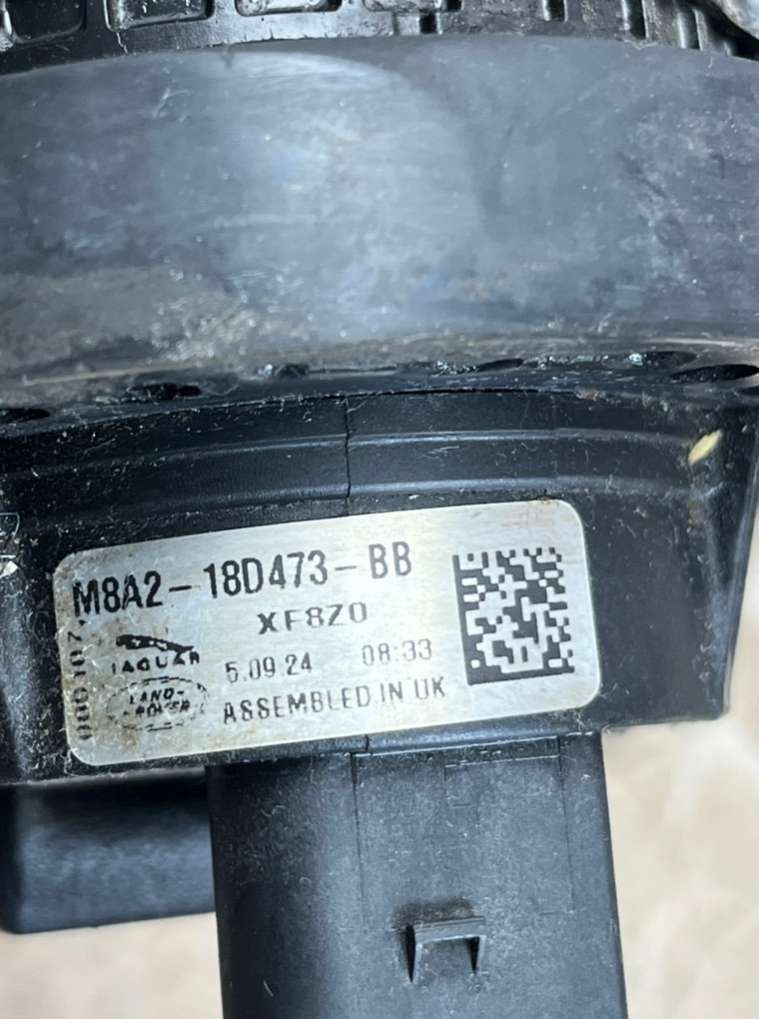 M8A2-18D473-BB
XF8Z0
JAGUAR
5.09.24 08:33
LAND-
ROVER
ASSEMBLED IN UK